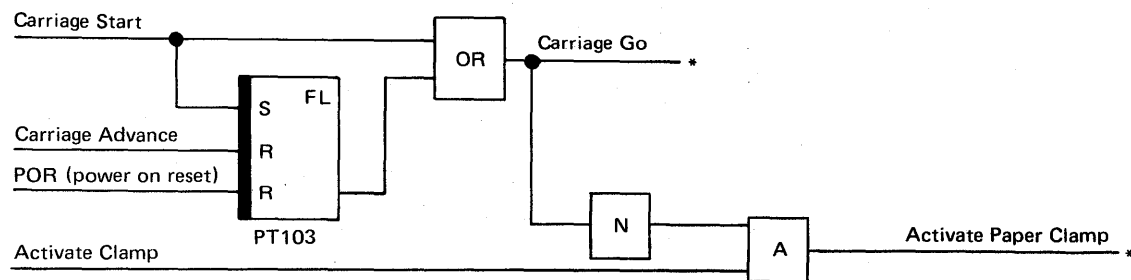 Carriage Start
OR
Carriage Go
*
S
FL
Carriage Advance
R
POR (power on reset)
R
PT103
N
Activate Clamp
A
Activate Paper Clamp
*